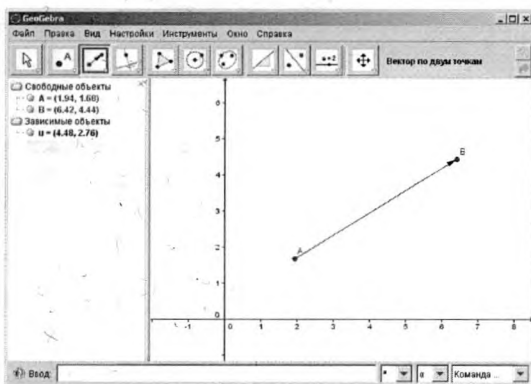 GeoGebra
Файл Правка Вид Настройки Инструменты Окно Справка
A
a=2
Вектор по двум точкам
Свободные объекты
A = (1.94, 1.68)
B = (6.42, 4.44)
Зависимые объекты
u = (4.48, 2.76)
6
5
4
3
2
1
0
-1 0 1 2 3 4 5 6 7 8
A
B
Ввод:
Команда ...